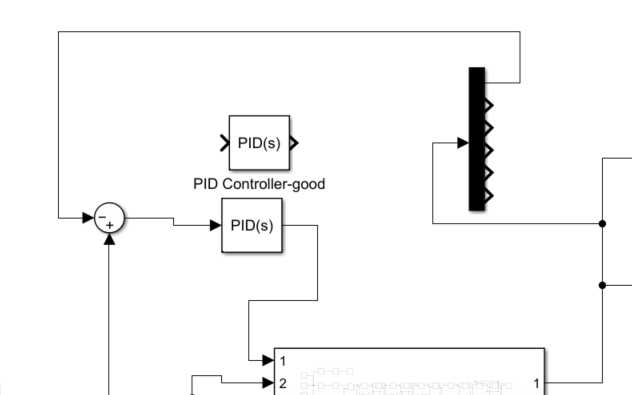 PID(s)
PID Controller-good
PID(s)
1
2
1